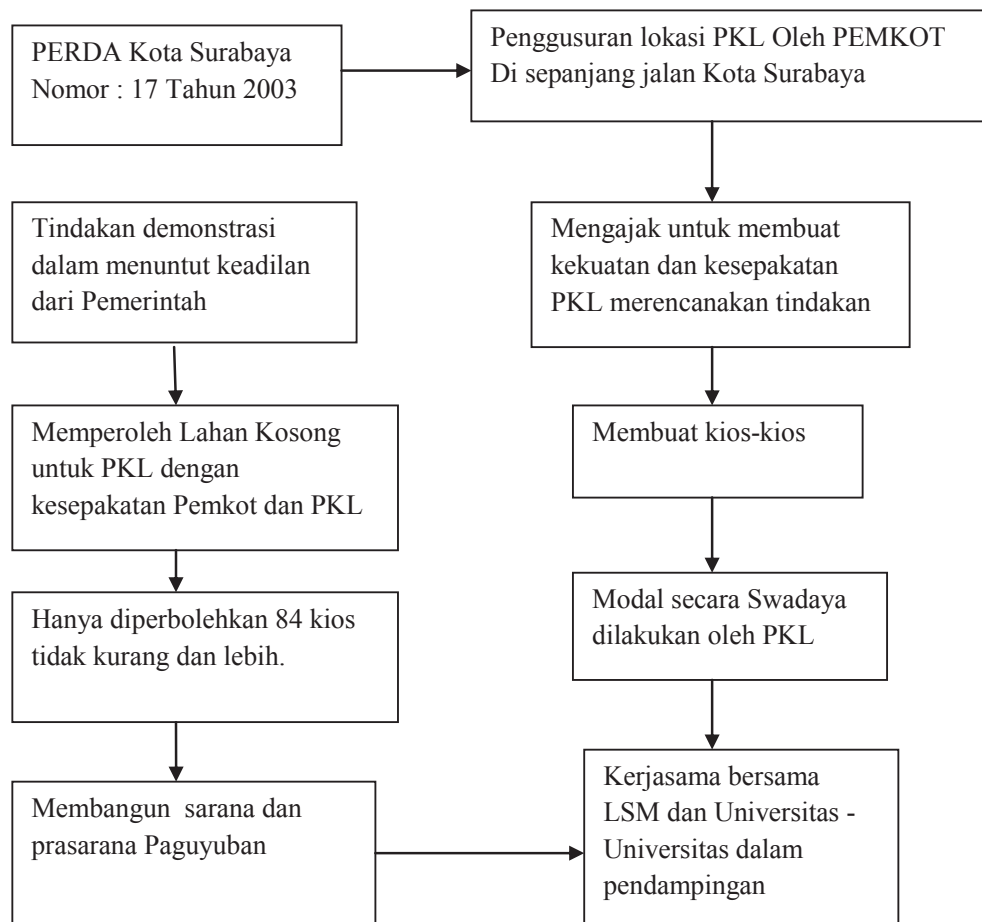 PERDA Kota Surabaya
Nomor : 17 Tahun 2003
Penggusuran lokasi PKL Oleh PEMKOT
Di sepanjang jalan Kota Surabaya
Tindakan demonstrasi
dalam menuntut keadilan
dari Pemerintah
Mengajak untuk membuat
kekuatan dan kesepakatan
PKL merencanakan tindakan
Memperoleh Lahan Kosong
untuk PKL dengan
kesepakatan Pemkot dan PKL
Membuat kios-kios
Hanya diperbolehkan 84 kios
tidak kurang dan lebih.
Modal secara Swadaya
dilakukan oleh PKL
Membangun  sarana dan
prasarana Paguyuban
Kerjasama bersama
LSM dan Universitas -
Universitas dalam
pendampingan